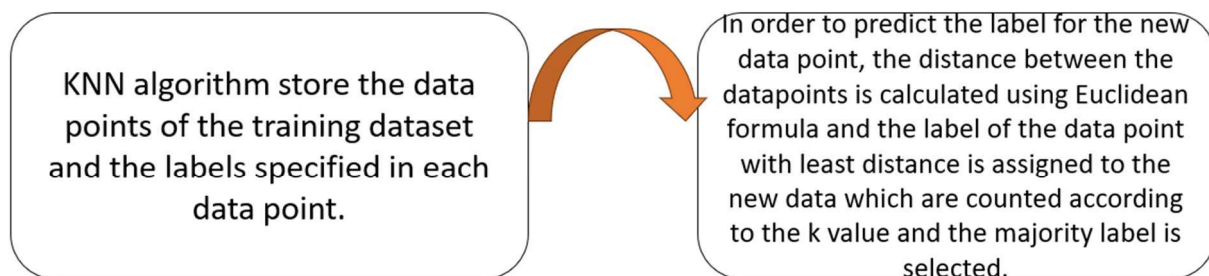 KNN algorithm store the data
points of the training dataset
and the labels specified in each
data point.
In order to predict the label for the new
data point, the distance between the
datapoints is calculated using Euclidean
formula and the label of the data point
with least distance is assigned to the
new data which are counted according
to the k value and the majority label is
selected.